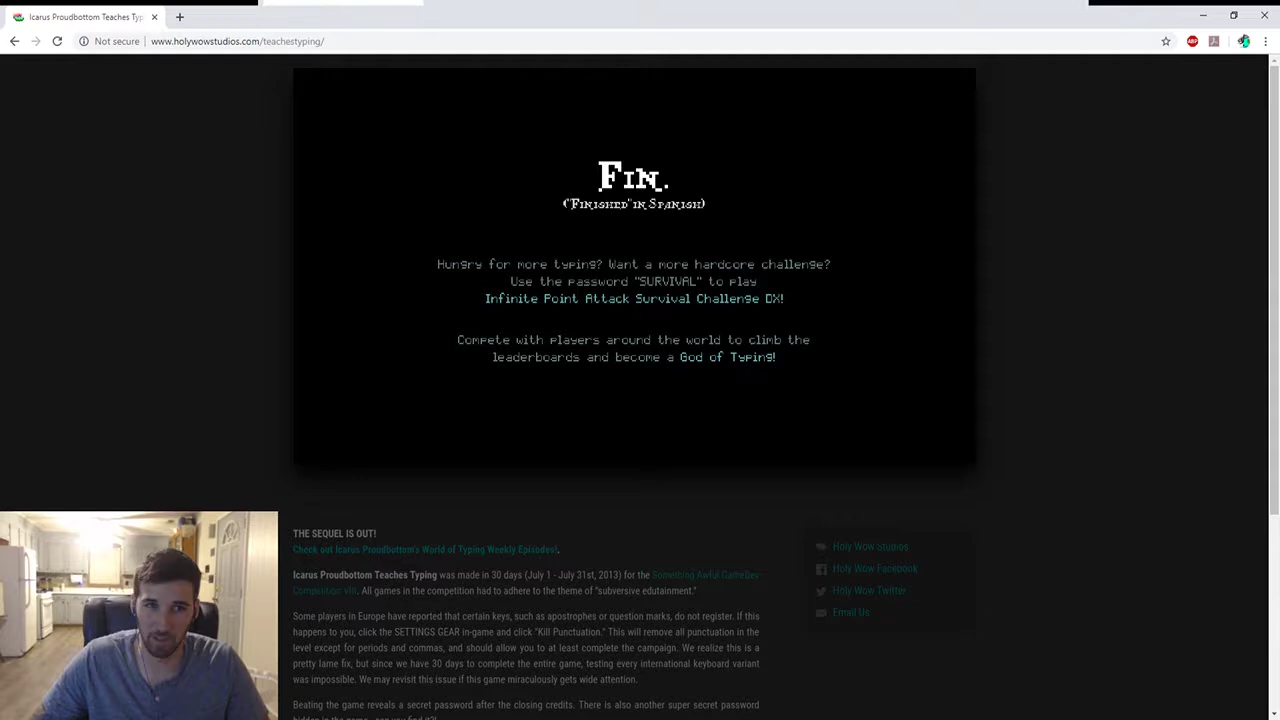 Icarus Proudbottom Teaches Typ
Not secure
www.holywowstudios.com/teachestyping/
ABP
FIN.
("FINISHED" IN SPANISH)
Hungry for more typing? Want a more hardcore challenge?
Use the password "SURVIVAL" to play
Infinite Point Attack Survival Challenge DX!
Compete with players around the world to climb the
leaderboards and become a God of Typing!
THE SEQUEL IS OUT!
Check out Icarus Proudbottom's World of Typing Weekly Episodes!.
Icarus Proudbottom Teaches Typing was made in 30 days (July 1 - July 31st, 2013) for the Something Awful GameDev
Competition VIII. All games in the competition had to adhere to the theme of "subversive edutainment."
Some players in Europe have reported that certain keys, such as apostrophes or question marks, do not register. If this
happens to you, click the SETTINGS GEAR in-game and click "Kill Punctuation." This will remove all punctuation in the
level except for periods and commas, and should allow you to at least complete the campaign. We realize this is a
pretty lame fix, but since we have 30 days to complete the entire game, testing every international keyboard variant
was impossible. We may revisit this issue if this game miraculously gets wide attention.
Beating the game reveals a secret password after the closing credits. There is also another super secret password
hidden in the game - can you find it?!
Holy Wow Studios
Holy Wow Facebook
Holy Wow Twitter
Email Us